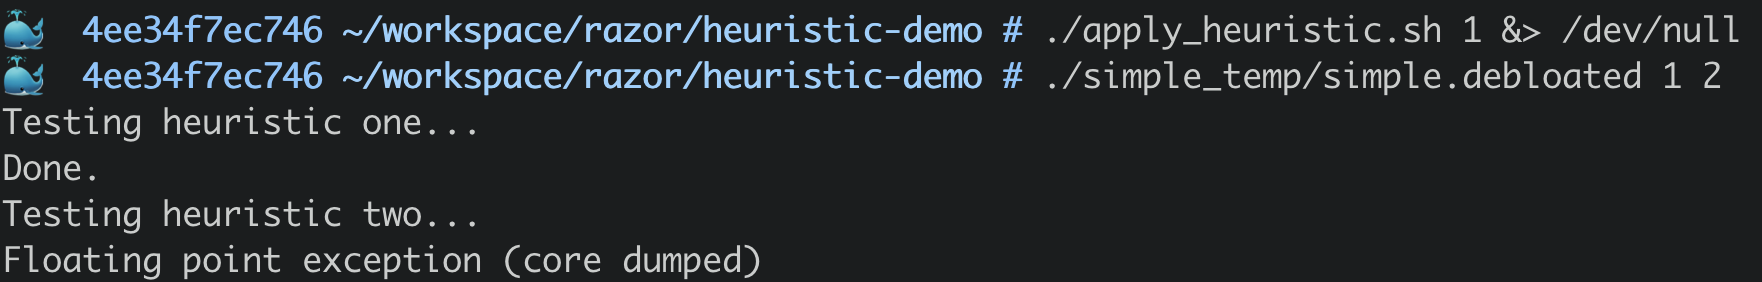 4ee34f7ec746 ~/workspace/razor/heuristic-demo # ./apply_heuristic.sh 1 &> /dev/null
4ee34f7ec746 ~/workspace/razor/heuristic-demo # ./simple_temp/simple.debloated 1 2
Testing heuristic one...
Done.
Testing heuristic two...
Floating point exception (core dumped)